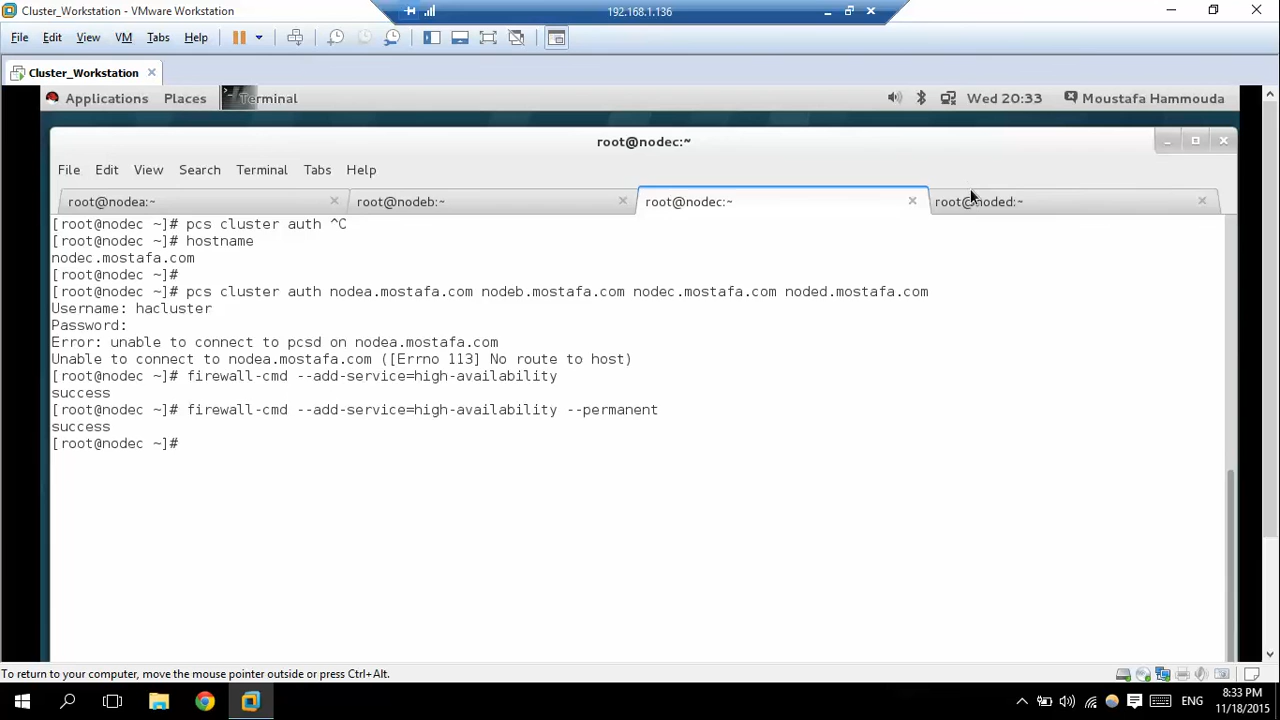 Cluster_Workstation - VMware Workstation
192.168.1.136
File Edit View VM Tabs Help
Cluster_Workstation
Applications Places Terminal
Wed 20:33 Moustafa Hammouda
root@nodec:~
File Edit View Search Terminal Tabs Help
root@nodea:~ root@nodeb:~ root@nodec:~ root@noded:~
[root@nodec ~]# pcs cluster auth ^C
[root@nodec ~]# hostname
nodec.mostafa.com
[root@nodec ~]#
[root@nodec ~]# pcs cluster auth nodea.mostafa.com nodeb.mostafa.com nodec.mostafa.com noded.mostafa.com
Username: hacluster
Password:
Error: unable to connect to pcsd on nodea.mostafa.com
Unable to connect to nodea.mostafa.com ([Errno 113] No route to host)
[root@nodec ~]# firewall-cmd --add-service=high-availability
success
[root@nodec ~]# firewall-cmd --add-service=high-availability --permanent
success
[root@nodec ~]#
To return to your computer, move the mouse pointer outside or press Ctrl+Alt.
ENG
8:33 PM
11/18/2015